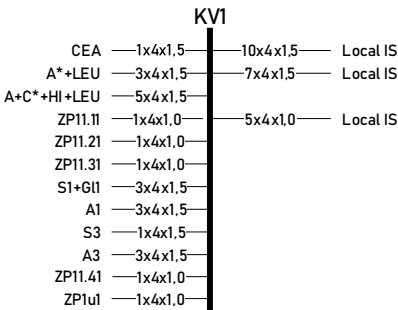 KV1
CEA 1x4x1,5 10x4x1,5 Local IS
A*+LEU 3x4x1,5 7x4x1,5 Local IS
A+C*+HI+LEU 5x4x1,5
ZP11.11 1x4x1,0 5x4x1,0 Local IS
ZP11.21 1x4x1,0
ZP11.31 1x4x1,0
S1+Gl1 3x4x1,5
A1 3x4x1,5
S3 1x4x1,5
A3 3x4x1,5
ZP11.41 1x4x1,0
ZP1u1 1x4x1,0